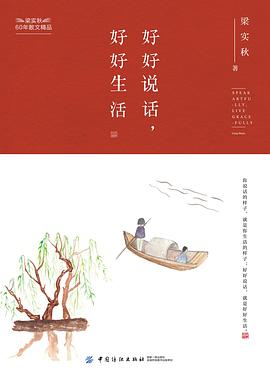 梁实秋
60年散文精品
好好说话，
好好生活
梁实秋
著
SPEAK
ARTFU
-LLY,
LIVE
GRACE
-FULLY
你说话的样子，就是你生活的样子；好好说话，就是好好生活。
中国纺织出版社